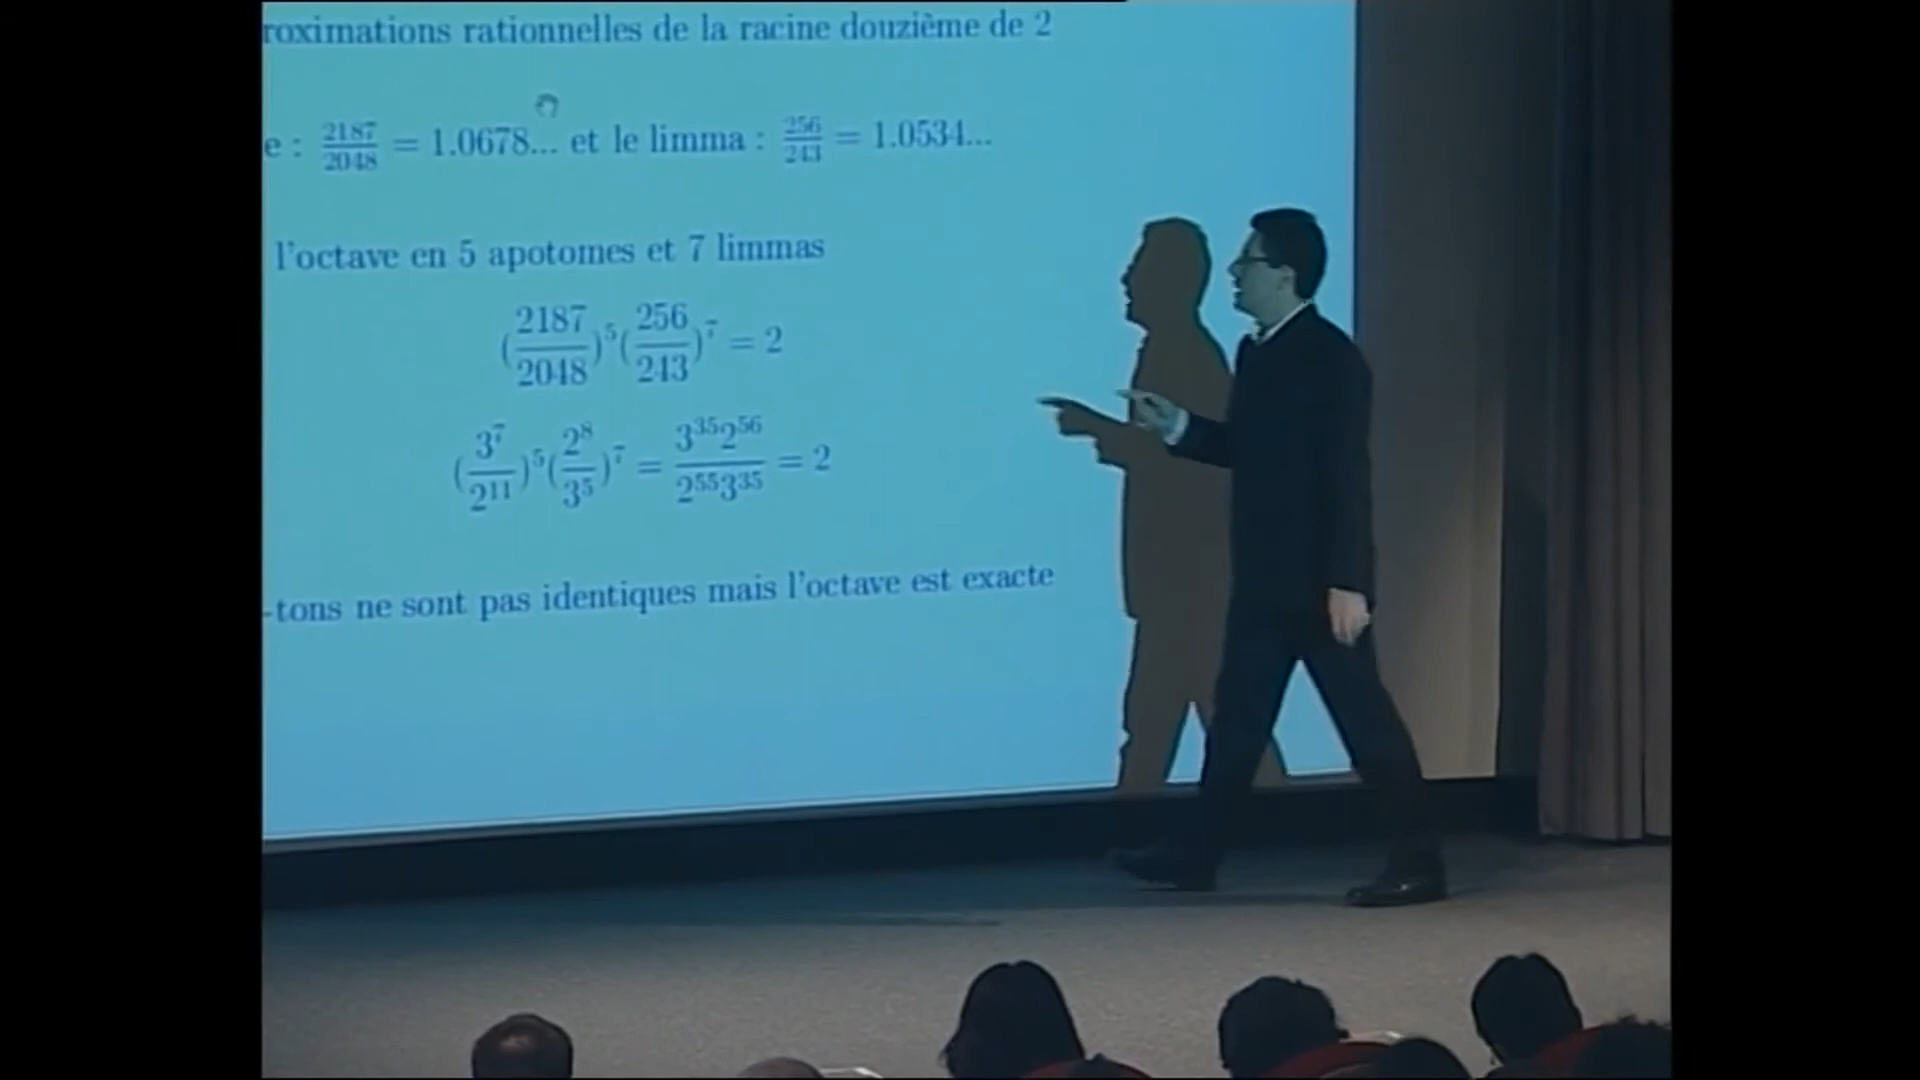 roximations rationnelles de la racine douzième de 2
e : 2187/2048 = 1.0678... et le limma : 256/243 = 1.0534...
l'octave en 5 apotomes et 7 limmas
(2187/2048)^5(256/243)^7 = 2
(3^7/2^11)^5(2^8/3^5)^7 = 3^35 2^56/2^55 3^35 = 2
-tons ne sont pas identiques mais l'octave est exacte